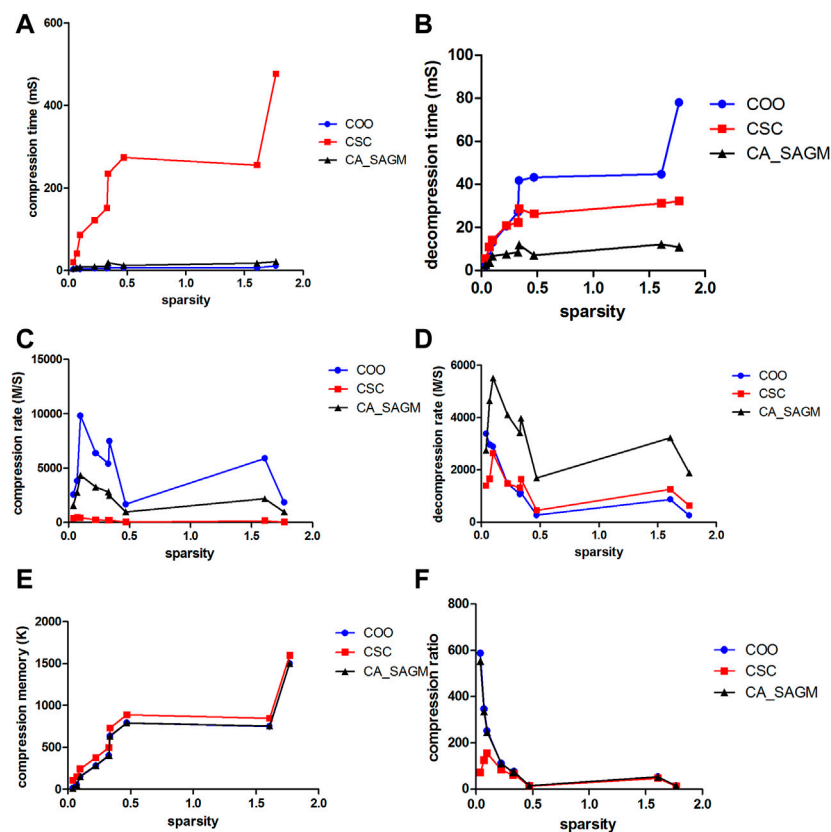 A
compression time (mS)
600
400
200
0
0.0 0.5 1.0 1.5 2.0
sparsity
COO
CSC
CA_SAGM
B
decompression time (mS)
100
80
60
40
20
0
0.0 0.5 1.0 1.5 2.0
sparsity
COO
CSC
CA_SAGM
C
compression rate (M/S)
15000
10000
5000
0
0.0 0.5 1.0 1.5 2.0
sparsity
COO
CSC
CA_SAGM
D
decompression rate (M/S)
6000
4000
2000
0
0.0 0.5 1.0 1.5 2.0
sparsity
COO
CSC
CA_SAGM
E
compression memory (K)
2000
1500
1000
500
0
0.0 0.5 1.0 1.5 2.0
sparsity
COO
CSC
CA_SAGM
F
compression ratio
800
600
400
200
0
0.0 0.5 1.0 1.5 2.0
sparsity
COO
CSC
CA_SAGM